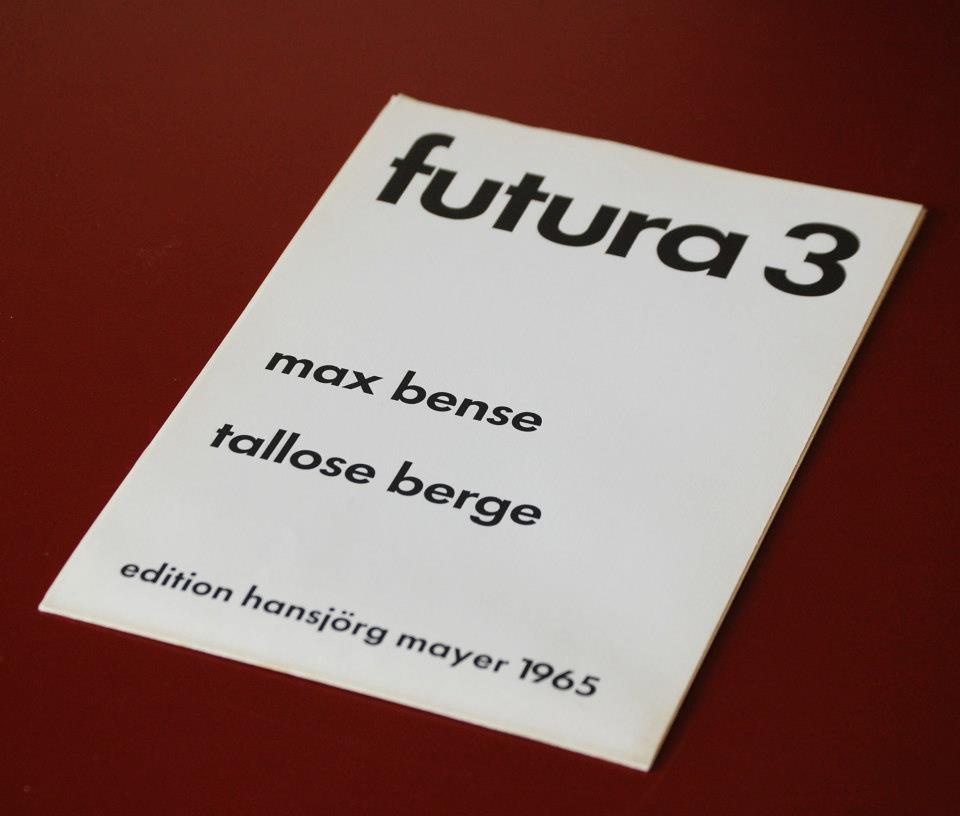 futura 3
max bense
tallose berge
edition hansjörg mayer 1965